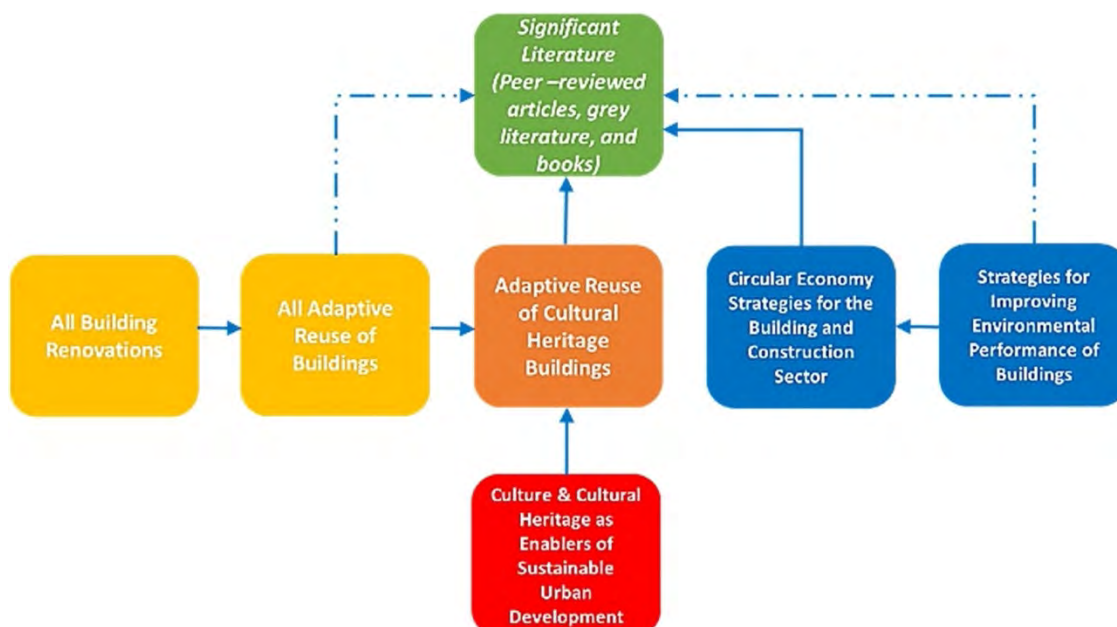 Significant
Literature
(Peer –reviewed
articles, grey
literature, and
books)
All Building
Renovations
All Adaptive
Reuse of
Buildings
Adaptive Reuse
of Cultural
Heritage
Buildings
Circular Economy
Strategies for the
Building and
Construction
Sector
Strategies for
Improving
Environmental
Performance of
Buildings
Culture & Cultural
Heritage as
Enablers of
Sustainable
Urban
Development